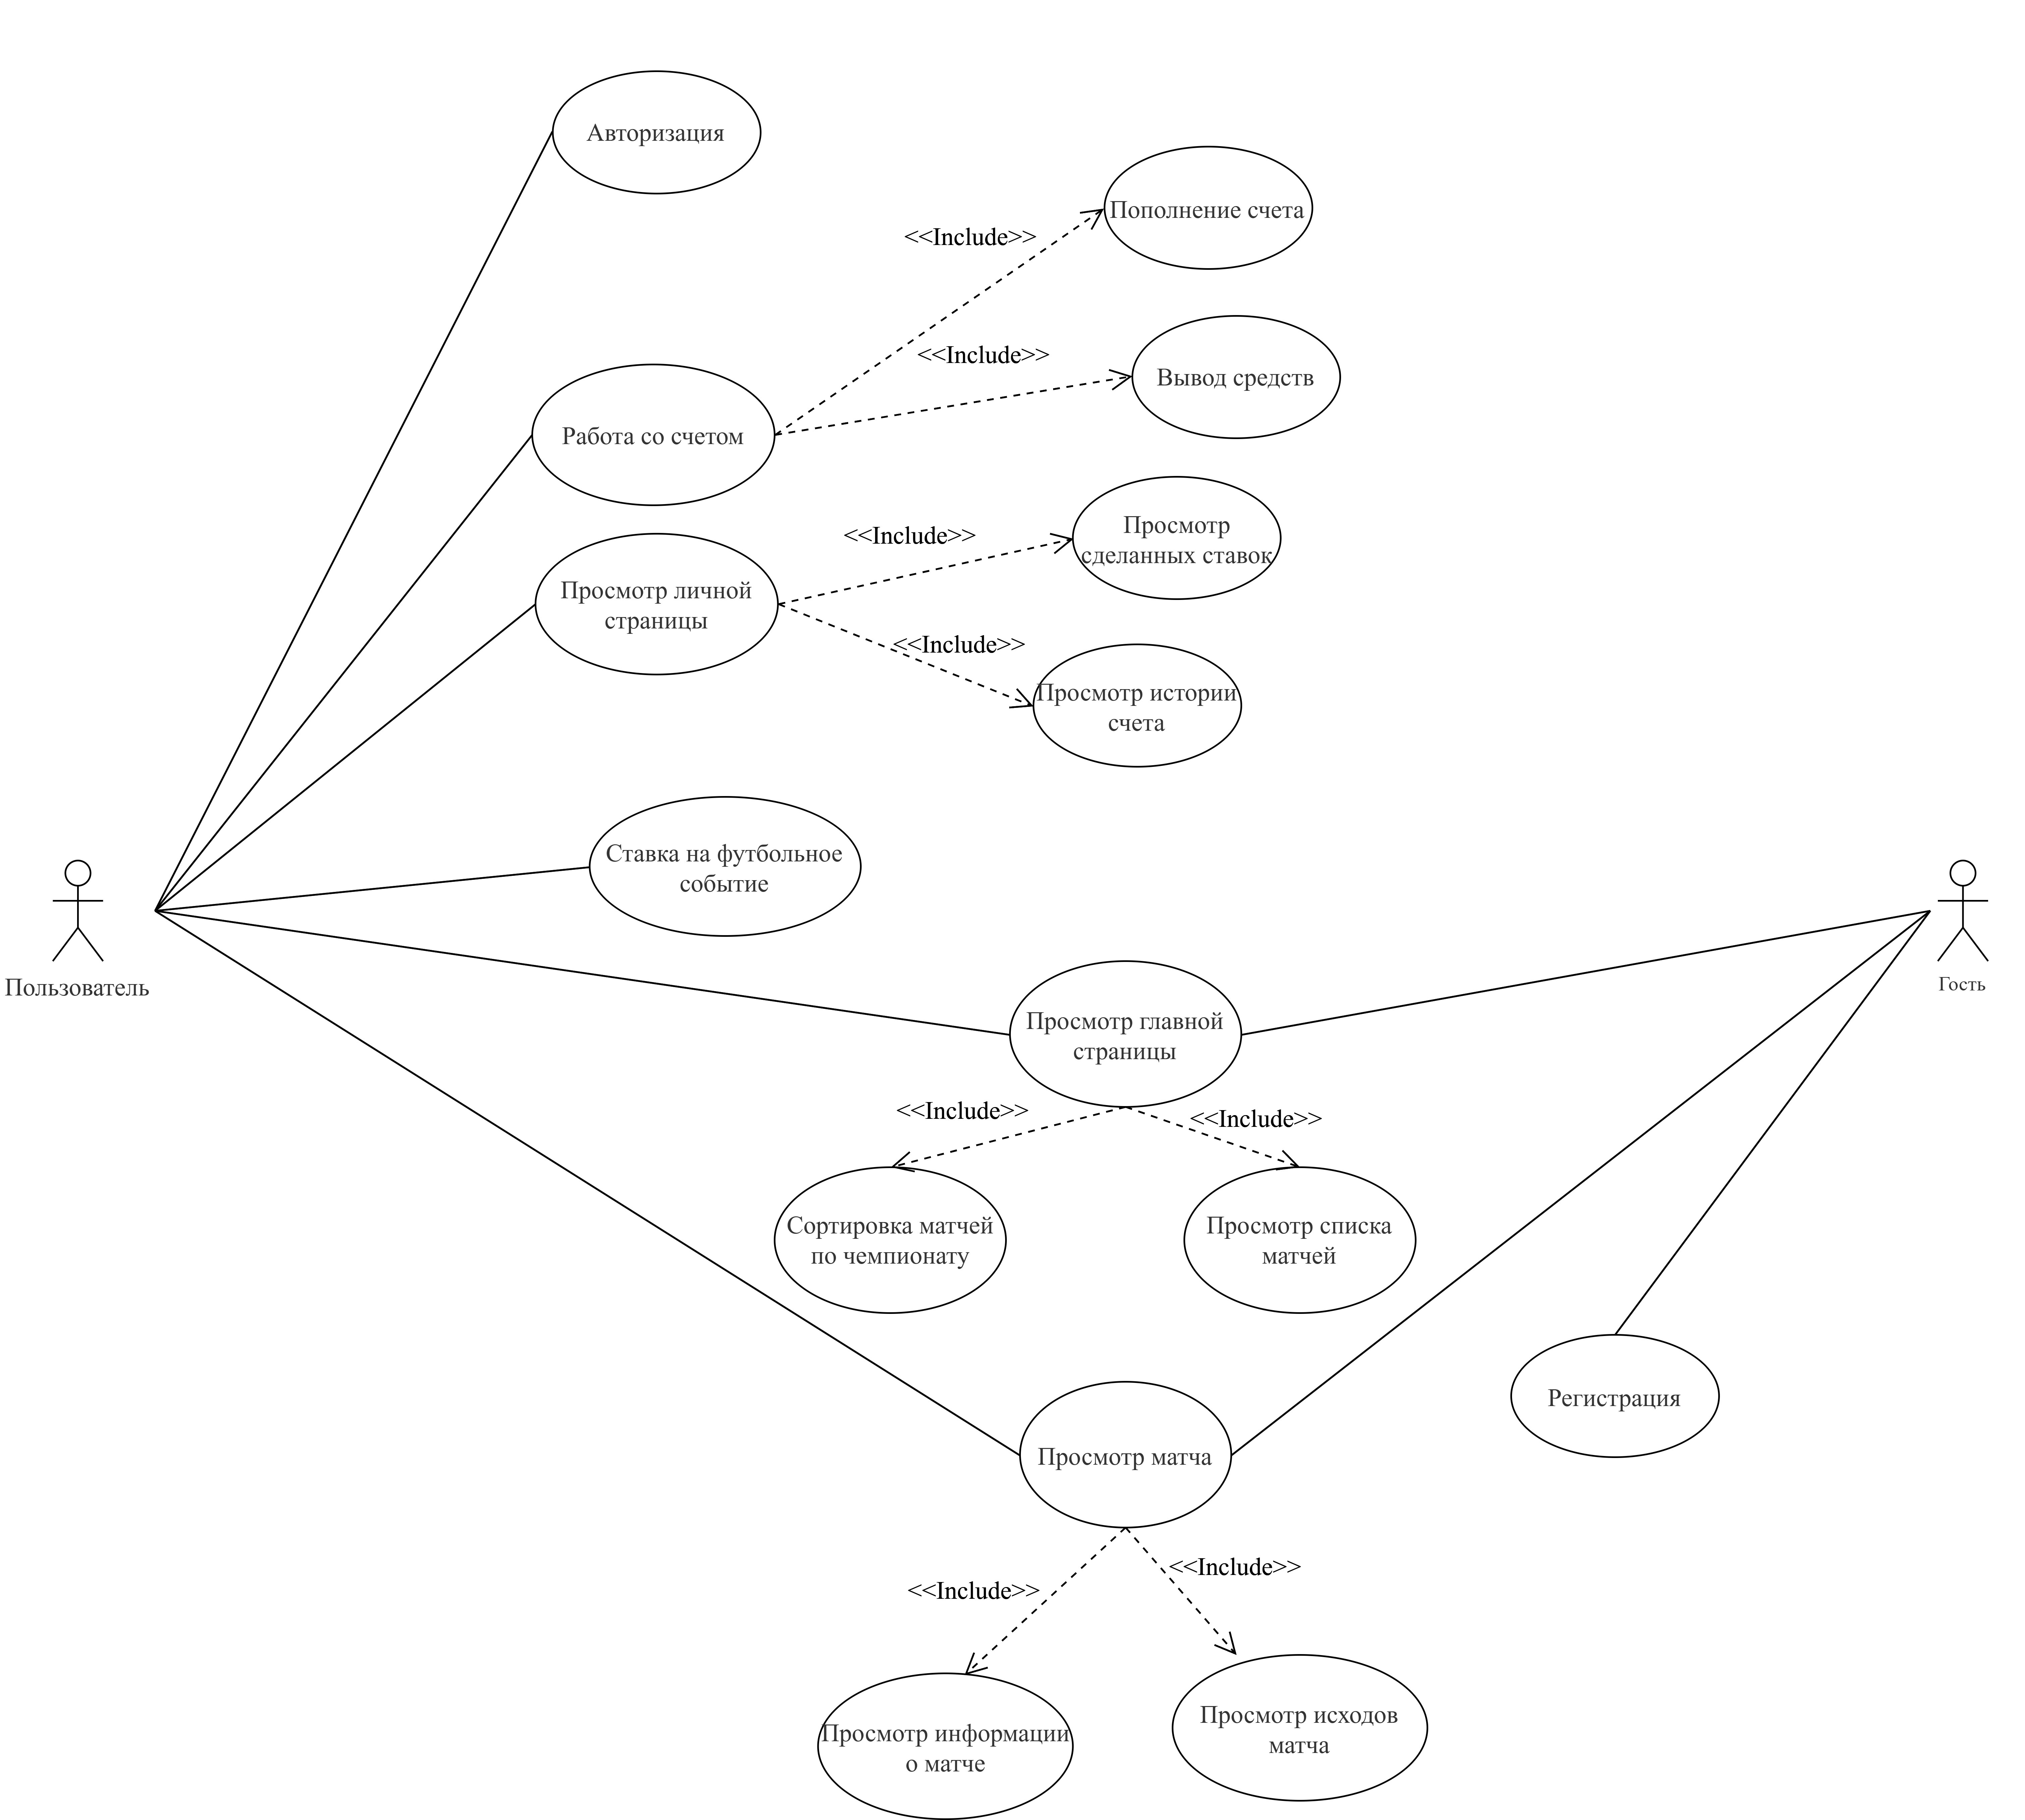 Авторизация
Пополнение счета
<<Include>>
<<Include>>
Вывод средств
Работа со счетом
<<Include>>
Просмотр
сделанных ставок
Просмотр личной
страницы
<<Include>>
Просмотр истории
счета
Ставка на футбольное
событие
Пользователь
Гость
Просмотр главной
страницы
<<Include>>
<<Include>>
Сортировка матчей
по чемпионату
Просмотр списка
матчей
Регистрация
Просмотр матча
<<Include>>
<<Include>>
Просмотр информации
о матче
Просмотр исходов
матча